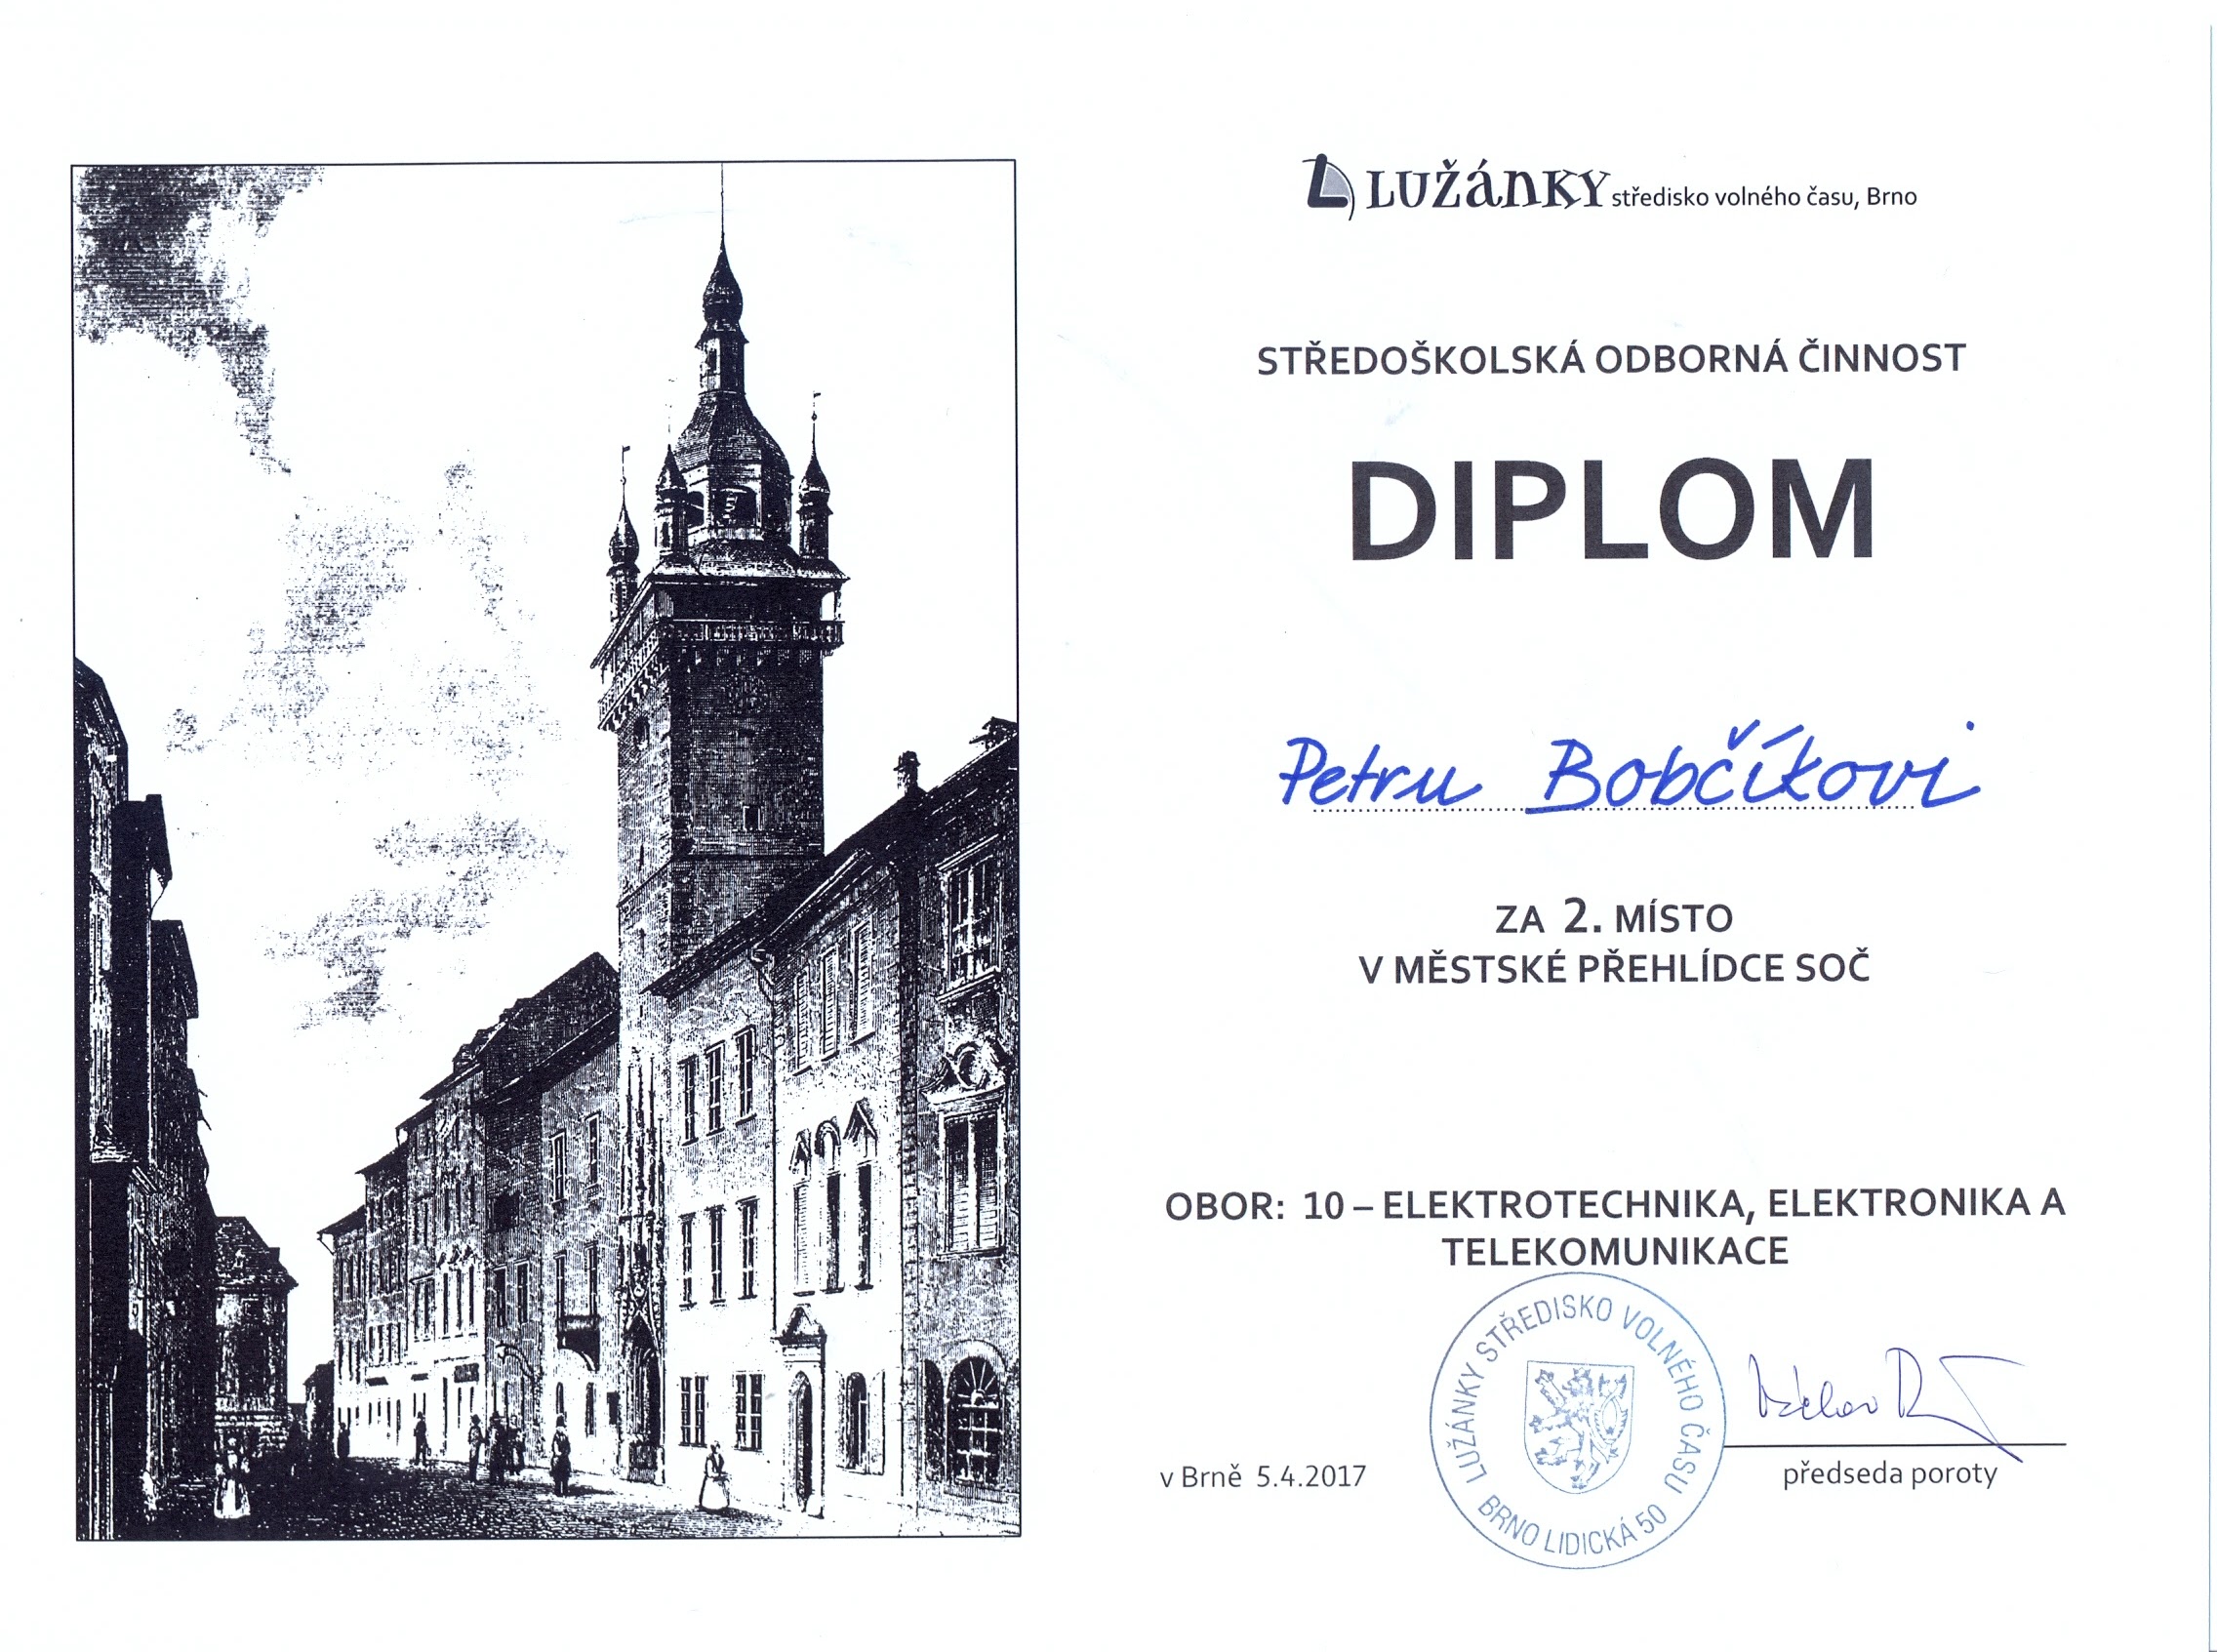 LUŽÁNKY středisko volného času, Brno
STŘEDOŠKOLSKÁ ODBORNÁ ČINNOST
DIPLOM
Petru Bobčíkovi
ZA 2. MÍSTO
V MĚSTSKÉ PŘEHLÍDCE SOČ
OBOR: 10 – ELEKTROTECHNIKA, ELEKTRONIKA A
TELEKOMUNIKACE
LUŽÁNKY STŘEDISKO VOLNÉHO ČASU
BRNO LIDICKÁ 50
v Brně 5.4.2017
předseda poroty